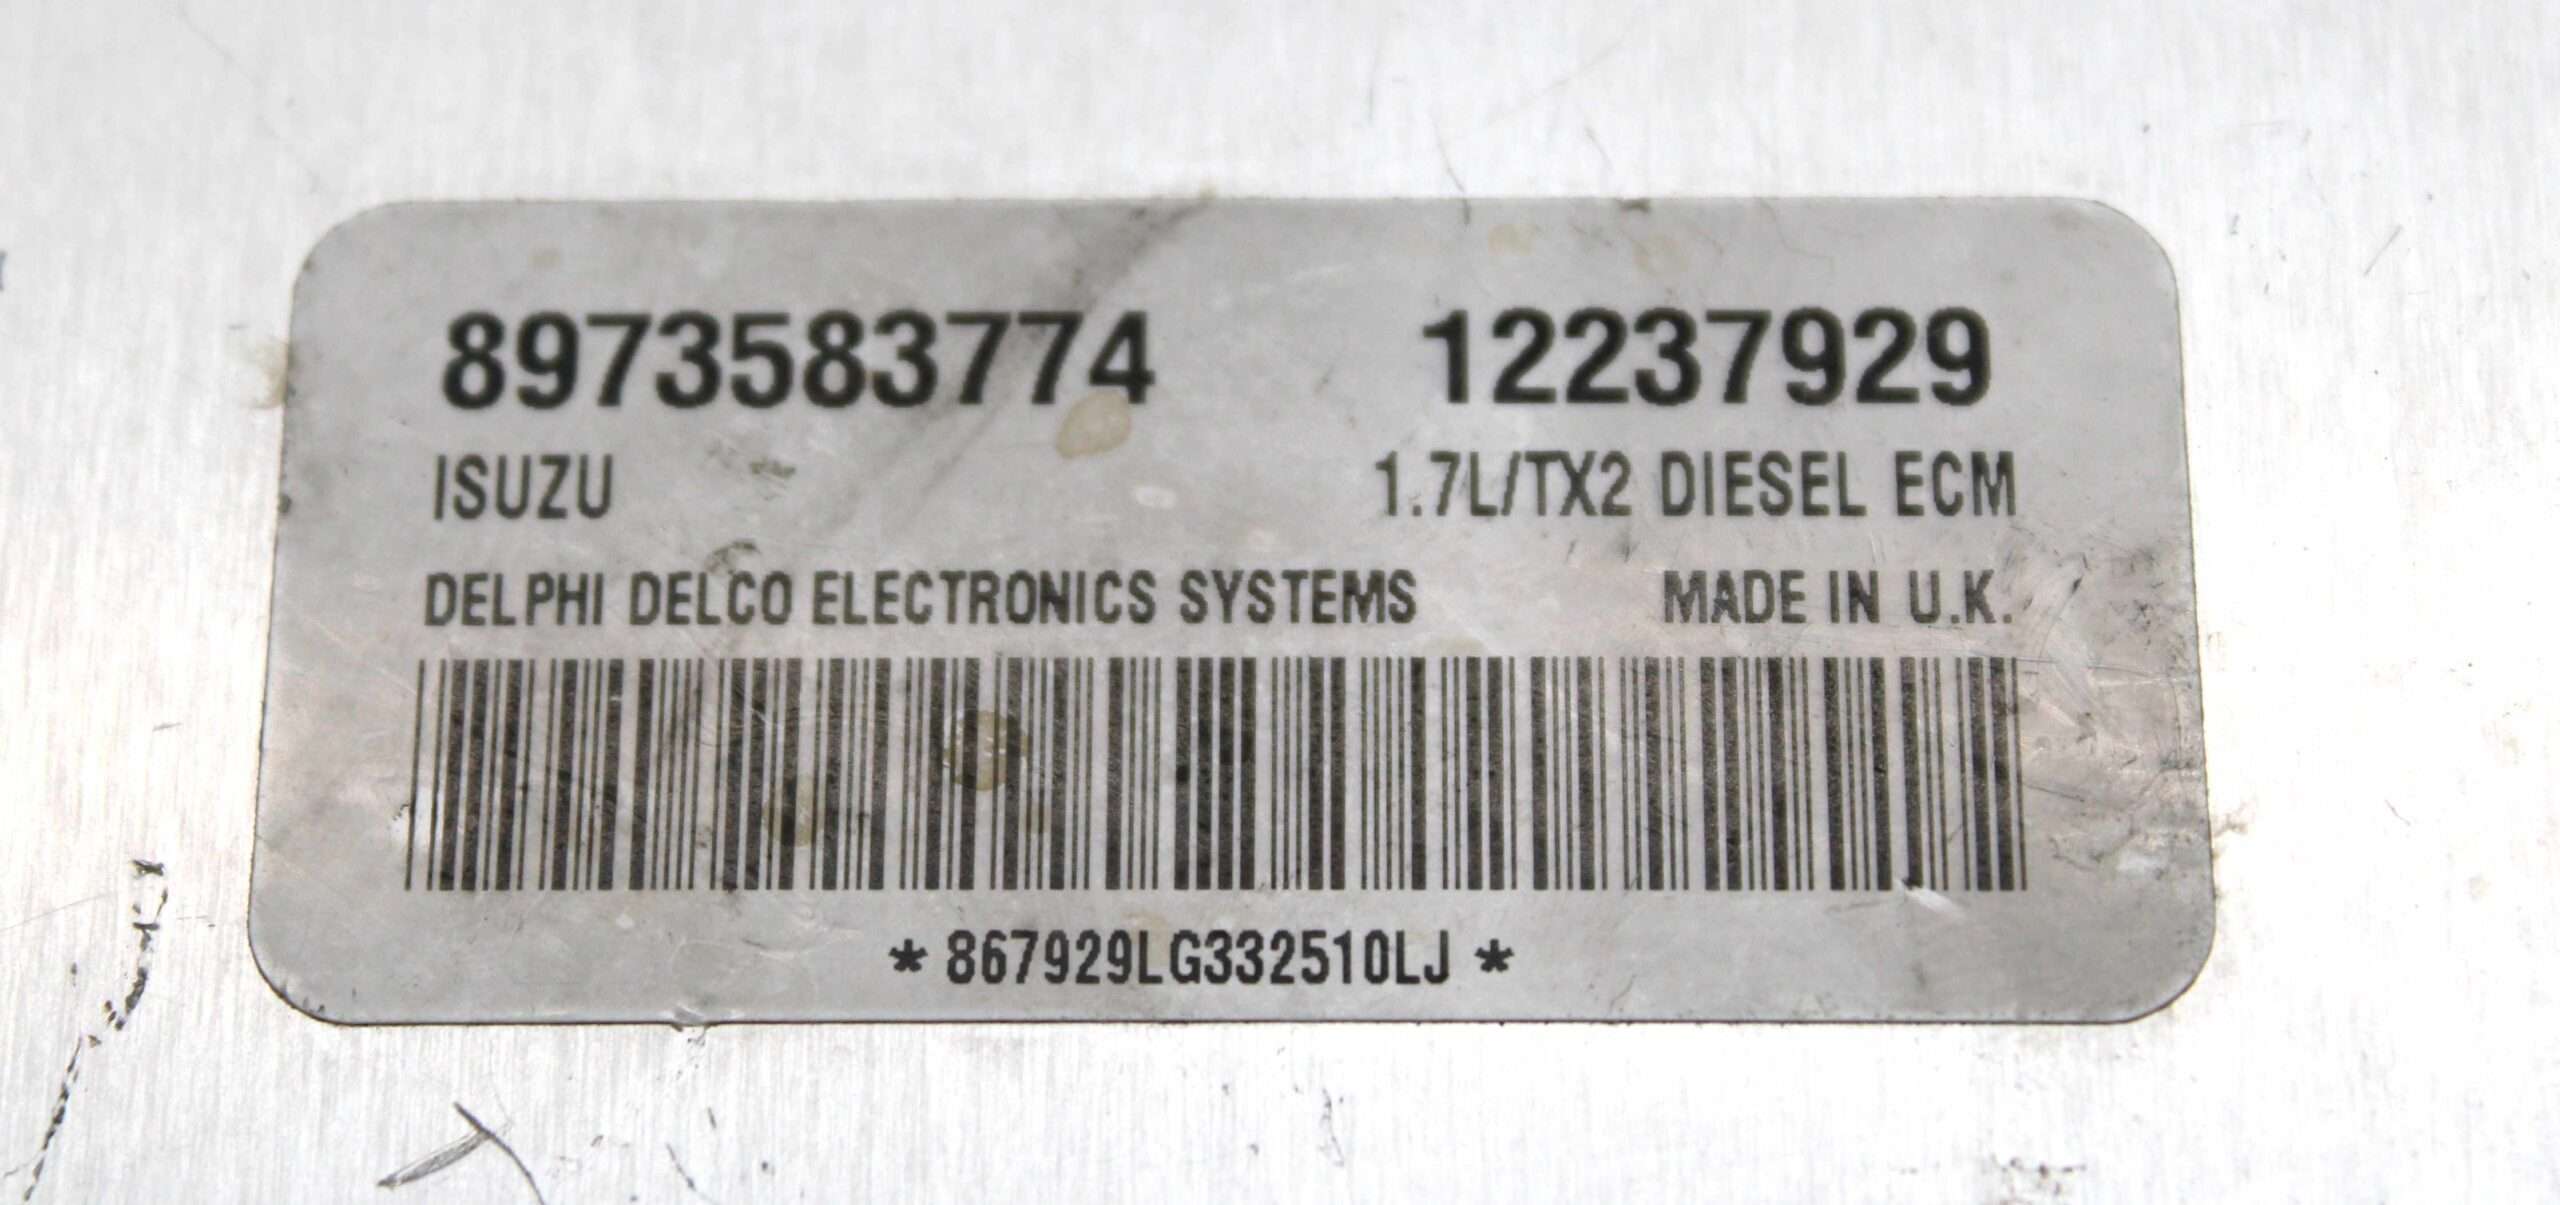 8973583774 12237929
ISUZU 1.7L/TX2 DIESEL ECM
DELPHI DELCO ELECTRONICS SYSTEMS MADE IN U.K.
*867929LG332510LJ*